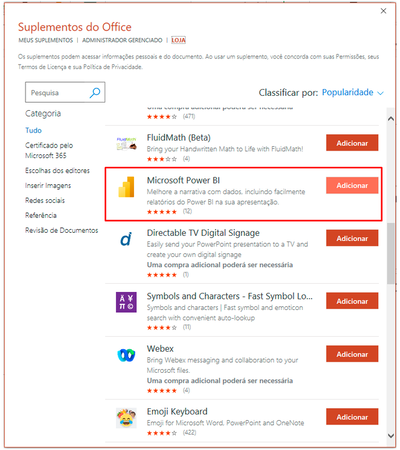 Suplementos do Office
MEUS SUPLEMENTOS | ADMINISTRADOR GERENCIADO | LOJA
Os suplementos podem acessar informações pessoais e do documento. Ao usar um suplemento, você concorda com suas Permissões, seu
Termos de Licença e sua Política de Privacidade.
Pesquisa
Classificar por: Popularidade
Categoria
Tudo
Certificado pelo
Microsoft 365
Escolhas dos editores
Inserir Imagens
Redes sociais
Referência
Revisão de Documentos
Uma compra adicional poderá ser necessária
(471)
FluidMath (Beta)
Bring your Handwritten Math to Life with FluidMath!
(4)
Adicionar
Microsoft Power BI
Melhore a narrativa com dados, incluindo facilmente
relatórios do Power BI na sua apresentação.
(12)
Adicionar
Directable TV Digital Signage
Easily send your PowerPoint presentation to a TV and
create your own digital signage
Uma compra adicional poderá ser necessária
(1)
Adicionar
Symbols and Characters - Fast Symbol Lo...
Symbols and characters | Fast symbol and emoticon
search with convenient auto-lookup
(11)
Adicionar
Webex
Bring Webex messaging and collaboration to your
Microsoft files.
Uma compra adicional poderá ser necessária
(4)
Adicionar
Emoji Keyboard
Emoji for Microsoft Word, PowerPoint and OneNote
(422)
Adicionar